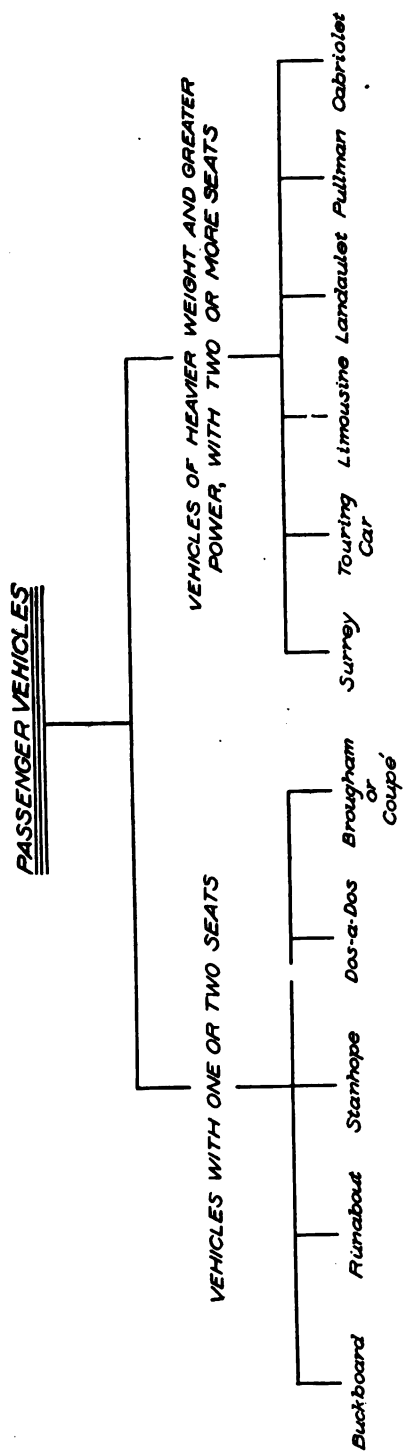 PASSENGER VEHICLES
VEHICLES WITH ONE OR TWO SEATS
VEHICLES OF HEAVIER WEIGHT AND GREATER
POWER, WITH TWO OR MORE SEATS
Buckboard
Runabout
Stanhope
Dos-a-Dos
Brougham
or
Coupé
Surrey
Touring
Car
Limousine
Landaulet
Pullman
Cabriolet